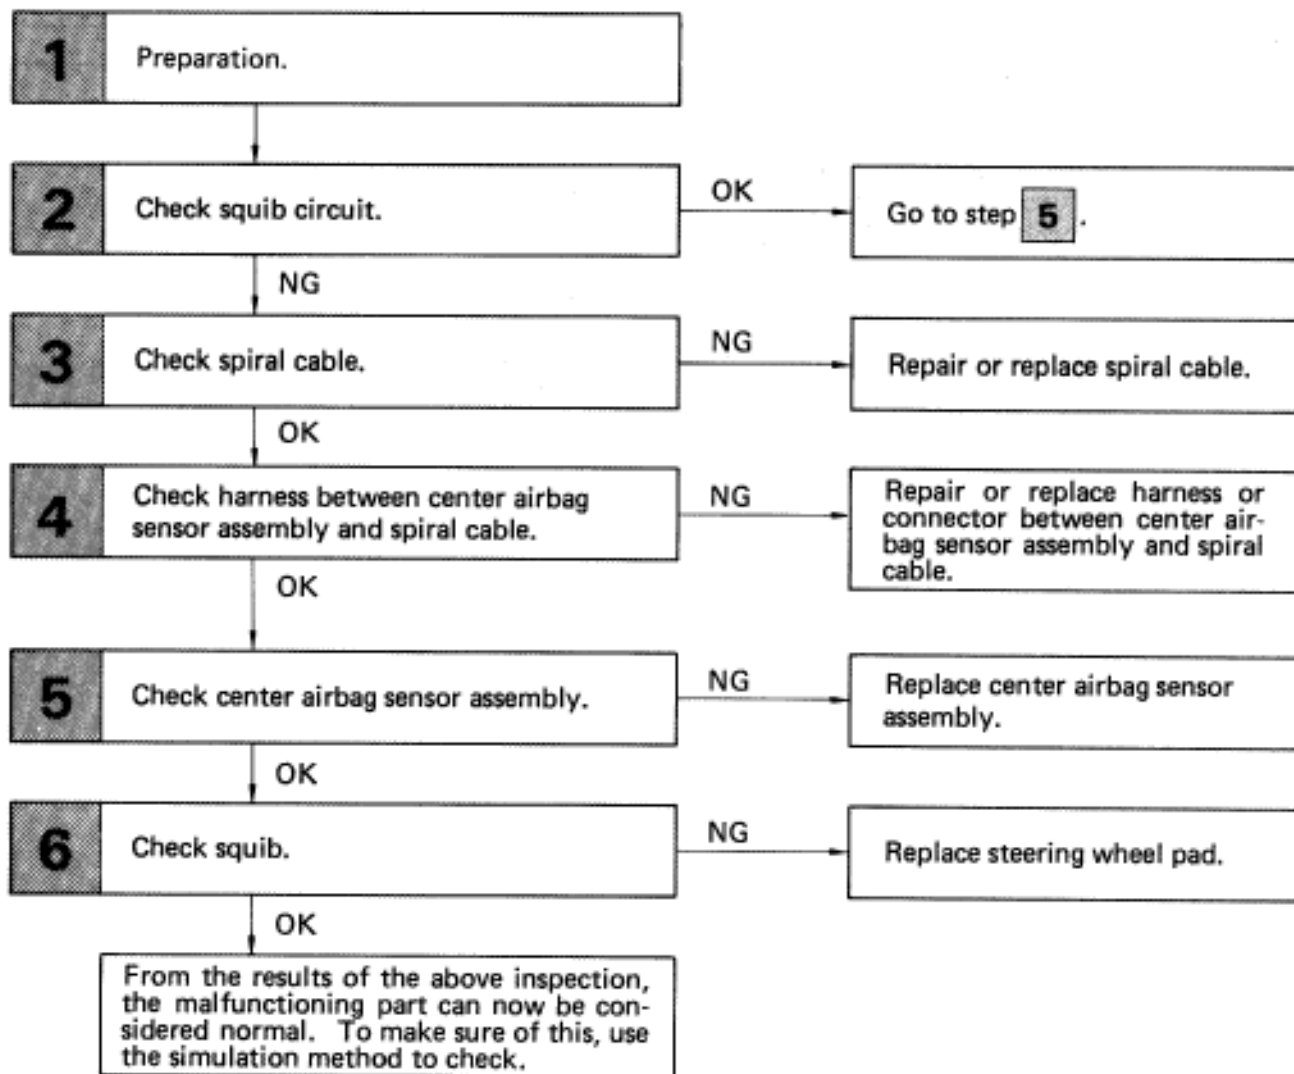 1
Preparation.
2
Check squib circuit.
OK
Go to step 5 .
NG
3
Check spiral cable.
NG
Repair or replace spiral cable.
OK
4
Check harness between center airbag
sensor assembly and spiral cable.
NG
Repair or replace harness or
connector between center air-
bag sensor assembly and spiral
cable.
OK
5
Check center airbag sensor assembly.
NG
Replace center airbag sensor
assembly.
OK
6
Check squib.
NG
Replace steering wheel pad.
OK
From the results of the above inspection,
the malfunctioning part can now be con-
sidered normal. To make sure of this, use
the simulation method to check.